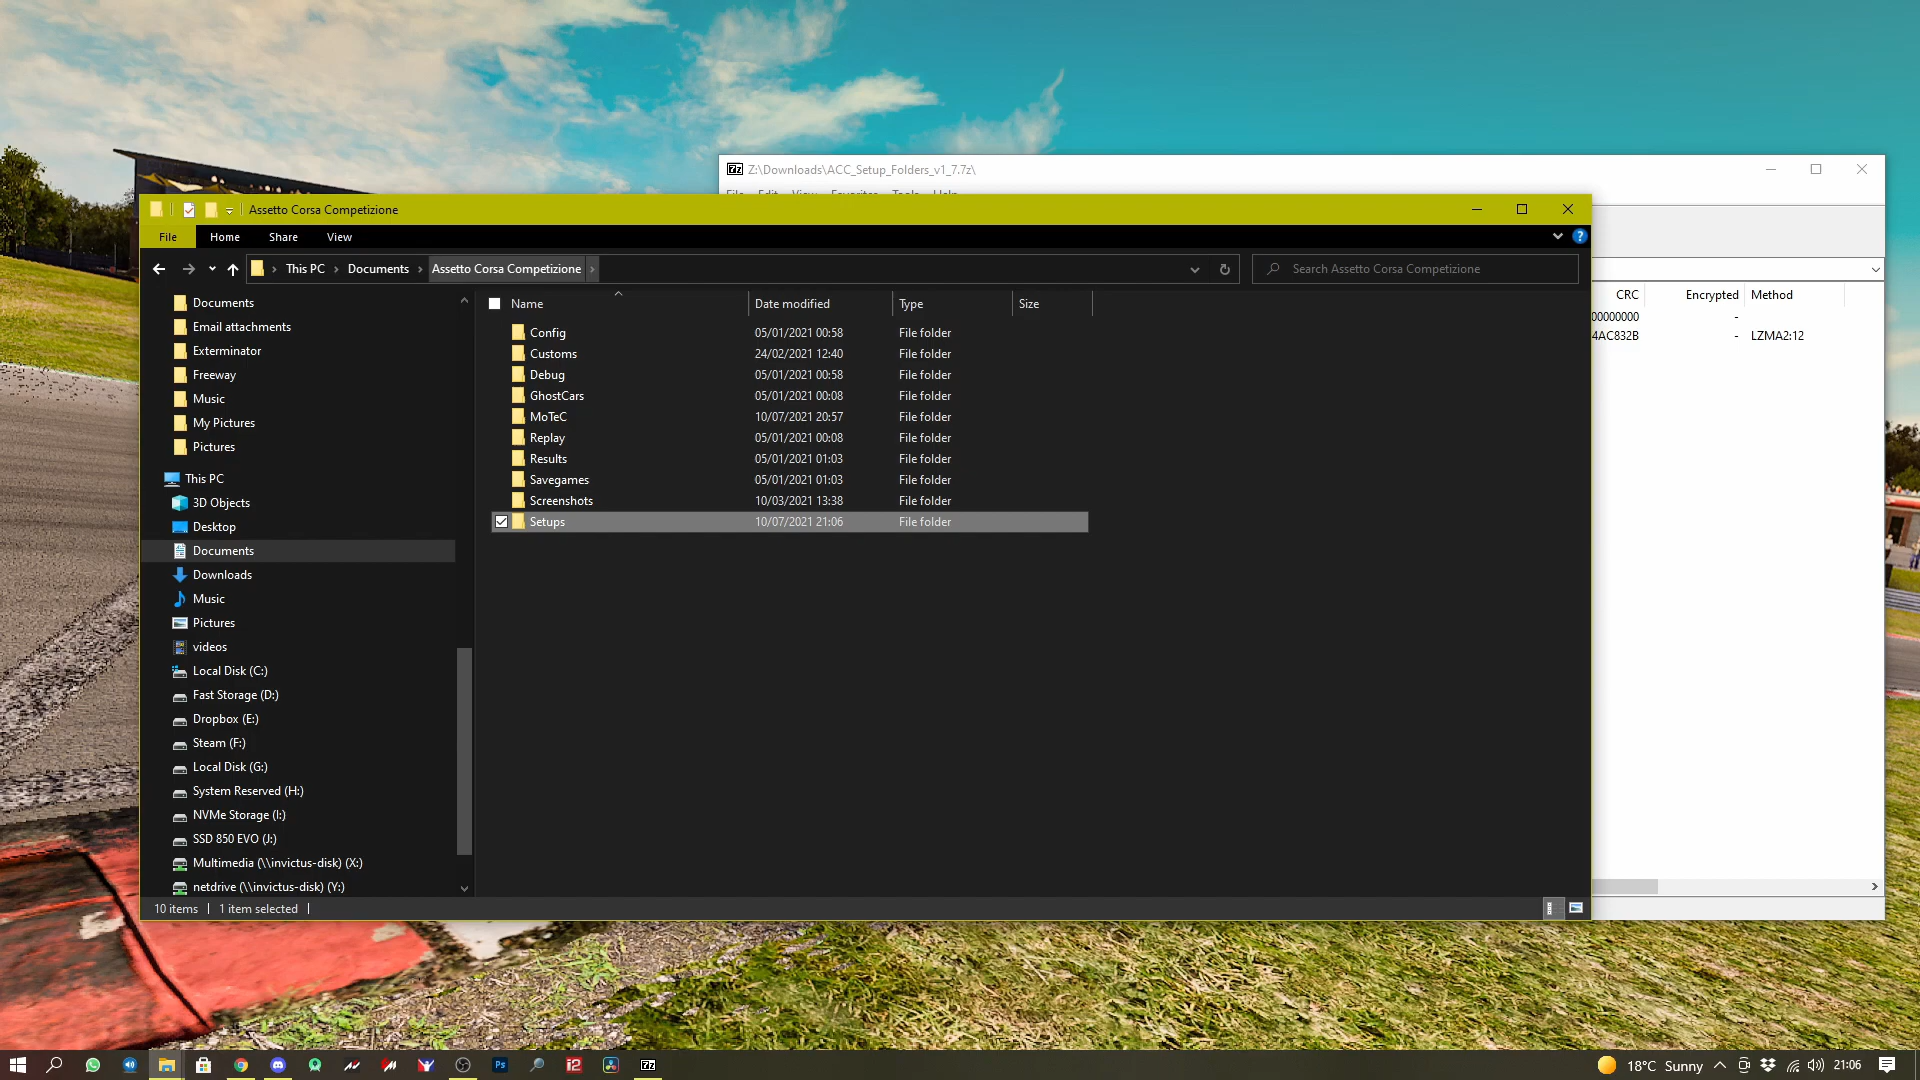 Z:\Downloads\ACC_Setup_Folders_v1_7.7z\
File Edit View Favorites Tools Help
Assetto Corsa Competizione
File Home Share View
This PC Documents Assetto Corsa Competizione
Search Assetto Corsa Competizione
CRC Encrypted Method
00000000 -
4AC832B - LZMA2:12
Documents
Email attachments
Exterminator
Freeway
Music
My Pictures
Pictures
This PC
3D Objects
Desktop
Documents
Downloads
Music
Pictures
videos
Local Disk (C:)
Fast Storage (D:)
Dropbox (E:)
Steam (F:)
Local Disk (G:)
System Reserved (H:)
NVMe Storage (I:)
SSD 850 EVO (J:)
Multimedia (\\invictus-disk) (X:)
netdrive (\\invictus-disk) (Y:)
Name Date modified Type Size
Config 05/01/2021 00:58 File folder
Customs 24/02/2021 12:40 File folder
Debug 05/01/2021 00:58 File folder
GhostCars 05/01/2021 00:08 File folder
MoTeC 10/07/2021 20:57 File folder
Replay 05/01/2021 00:08 File folder
Results 05/01/2021 01:03 File folder
Savegames 05/01/2021 01:03 File folder
Screenshots 10/03/2021 13:38 File folder
Setups 10/07/2021 21:06 File folder
10 items 1 item selected
18°C Sunny 21:06